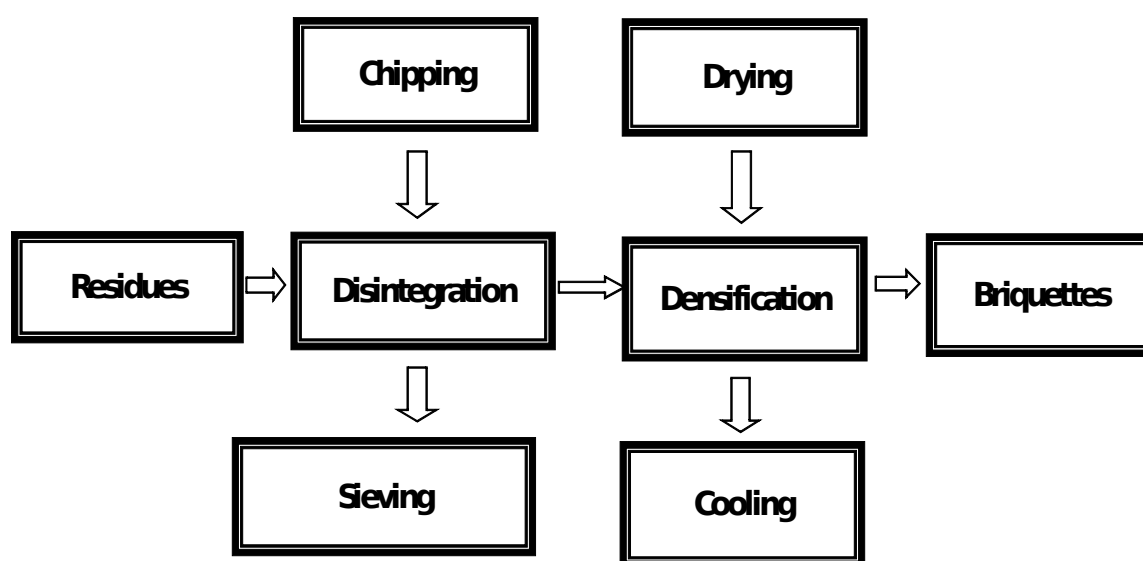 Chipping
Drying
Residues
Disintegration
Densification
Briquettes
Sieving
Cooling